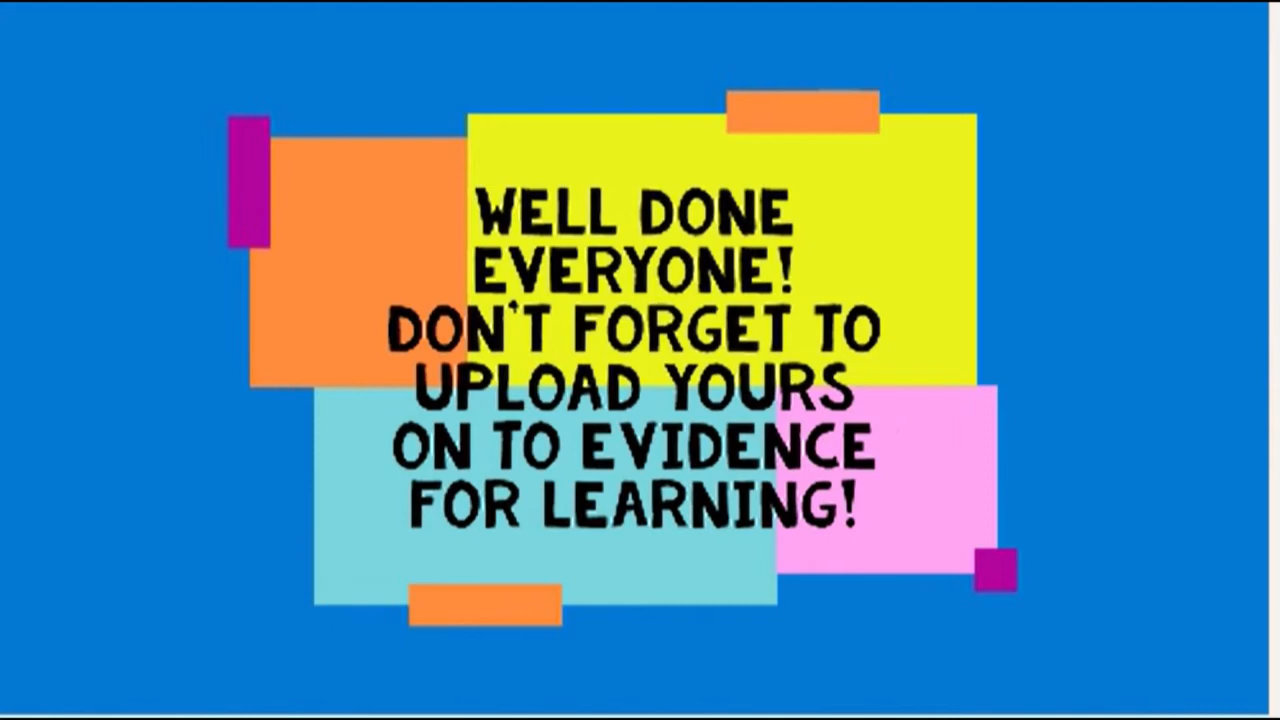 WELL DONE
EVERYONE!
DON'T FORGET TO
UPLOAD YOURS
ON TO EVIDENCE
FOR LEARNING!